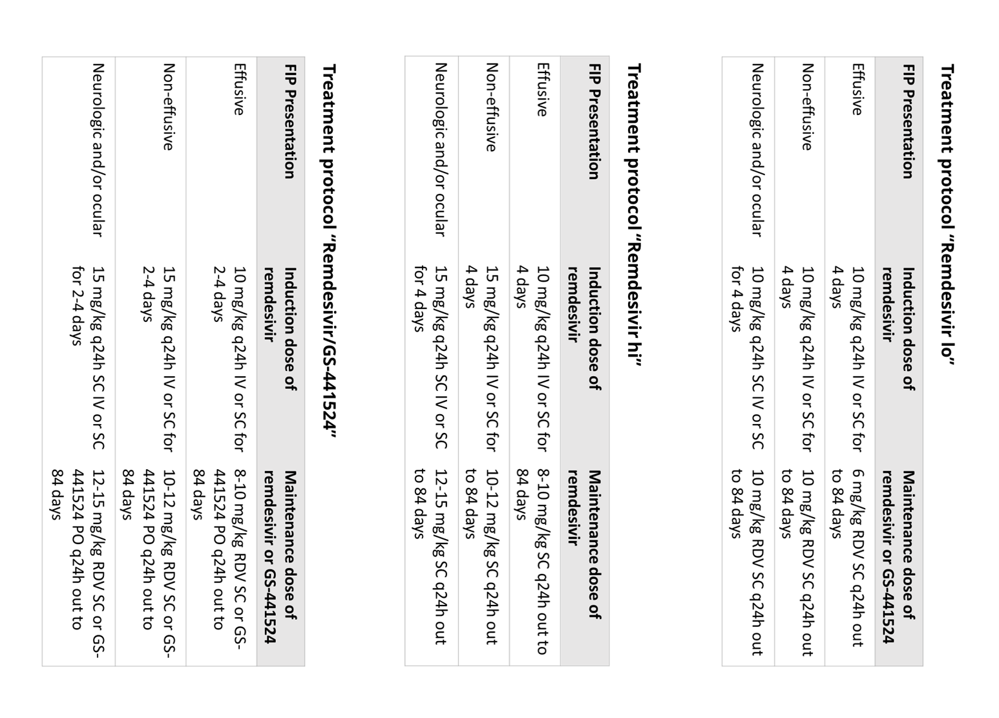 Treatment protocol “Remdesivir lo”
FIP Presentation
Induction dose of
remdesivir
Maintenance dose of
remdesivir or GS-441524
Effusive
10 mg/kg q24h IV or SC for
4 days
6 mg/kg RDV SC q24h out
to 84 days
Non-effusive
10 mg/kg q24h IV or SC for
4 days
10 mg/kg RDV SC q24h out
to 84 days
Neurologic and/or ocular
10 mg/kg q24h SC IV or SC
for 4 days
10 mg/kg RDV SC q24h out
to 84 days
Treatment protocol “Remdesivir hi”
FIP Presentation
Induction dose of
remdesivir
Maintenance dose of
remdesivir
Effusive
10 mg/kg q24h IV or SC for
4 days
8-10 mg/kg SC q24h out to
84 days
Non-effusive
15 mg/kg q24h IV or SC for
4 days
10-12 mg/kg SC q24h out
to 84 days
Neurologic and/or ocular
15 mg/kg q24h SC IV or SC
for 4 days
12-15 mg/kg SC q24h out
to 84 days
Treatment protocol “Remdesivir/GS-441524”
FIP Presentation
Induction dose of
remdesivir
Maintenance dose of
remdesivir or GS-441524
Effusive
10 mg/kg q24h IV or SC for
2-4 days
8-10 mg/kg RDV SC or GS-
441524 PO q24h out to
84 days
Non-effusive
15 mg/kg q24h IV or SC for
2-4 days
10-12 mg/kg RDV SC or GS-
441524 PO q24h out to
84 days
Neurologic and/or ocular
15 mg/kg q24h SC IV or SC
for 2-4 days
12-15 mg/kg RDV SC or GS-
441524 PO q24h out to
84 days